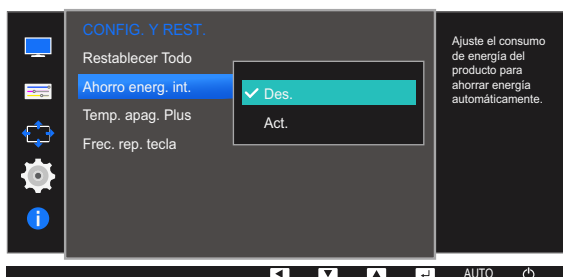 CONFIG. Y REST.
Restablecer Todo
Ahorro energ. int.
Temp. apag. Plus
Frec. rep. tecla
Des.
Act.
Ajuste el consumo
de energía del
producto para
ahorrar energía
automáticamente.
AUTO